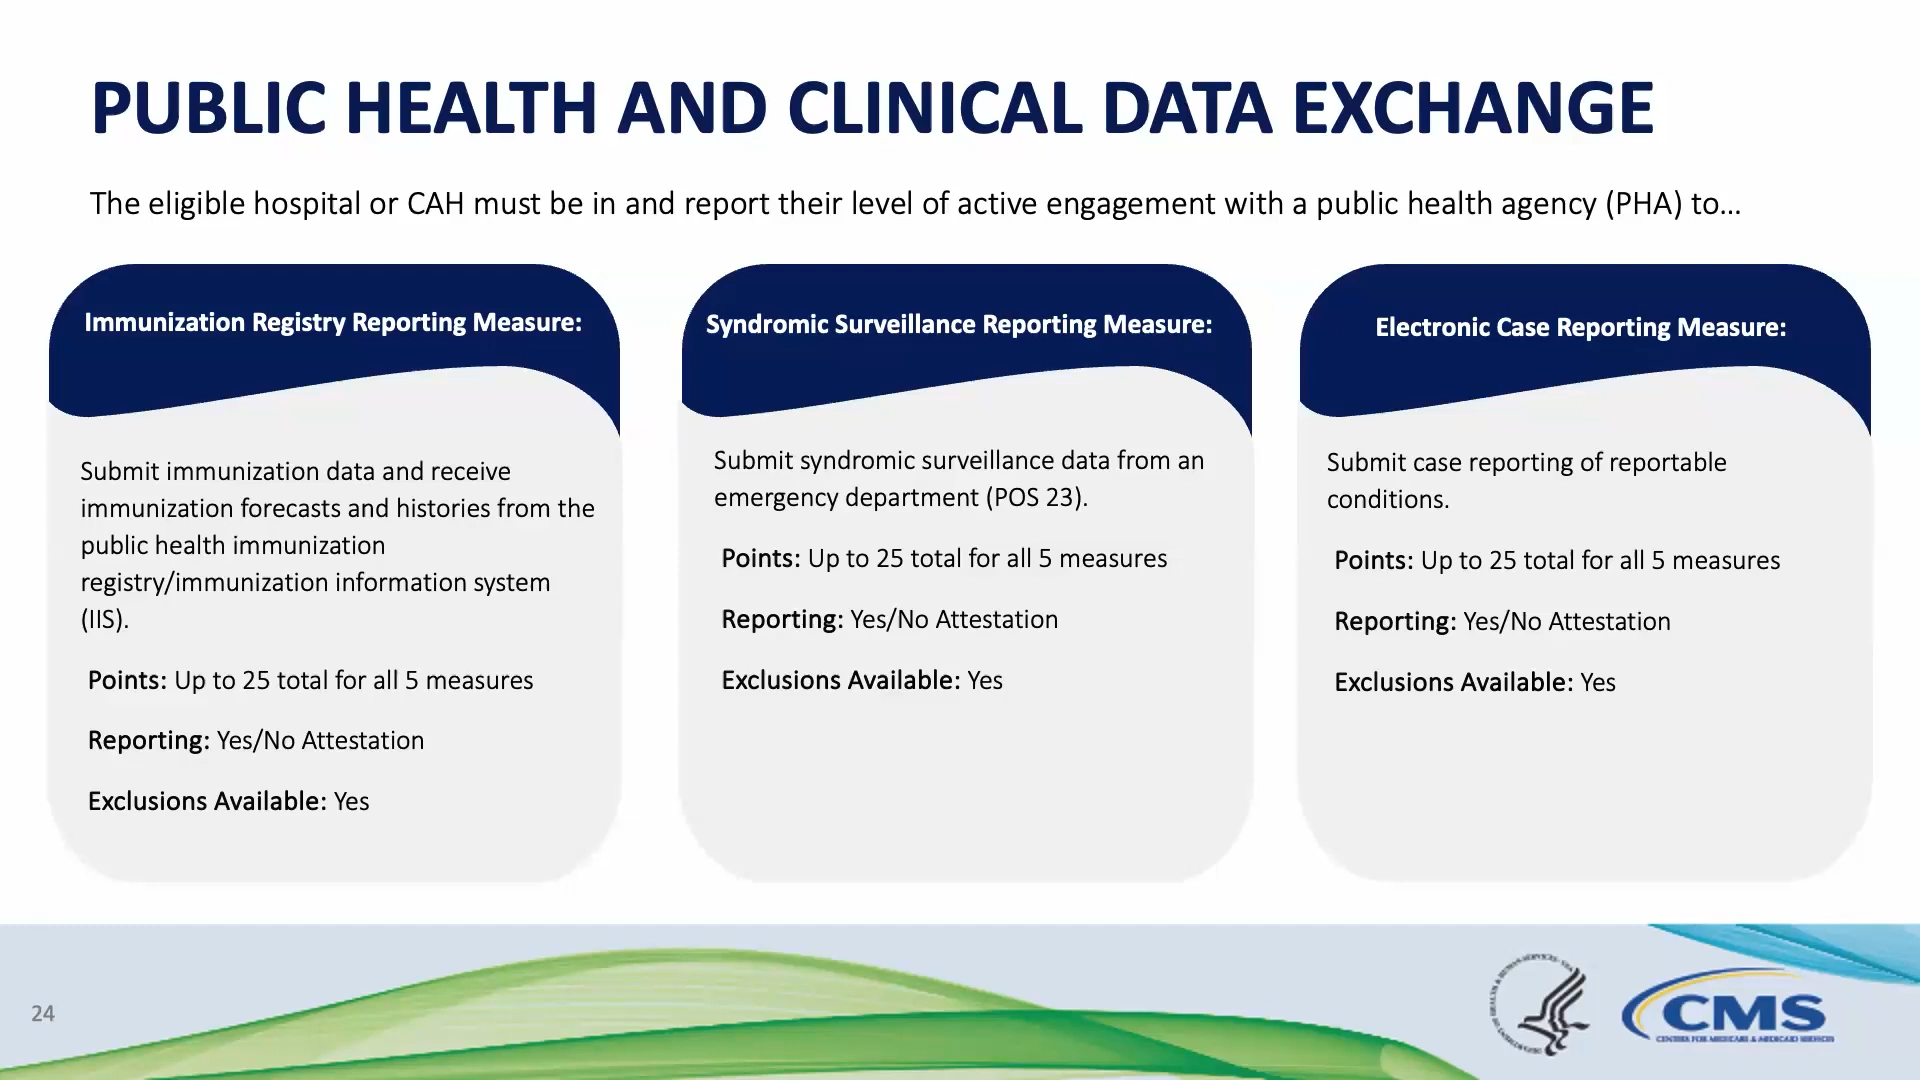 PUBLIC HEALTH AND CLINICAL DATA EXCHANGE
The eligible hospital or CAH must be in and report their level of active engagement with a public health agency (PHA) to...
Immunization Registry Reporting Measure:
Submit immunization data and receive
immunization forecasts and histories from the
public health immunization
registry/immunization information system
(IIS).
Points: Up to 25 total for all 5 measures
Reporting: Yes/No Attestation
Exclusions Available: Yes
Syndromic Surveillance Reporting Measure:
Submit syndromic surveillance data from an
emergency department (POS 23).
Points: Up to 25 total for all 5 measures
Reporting: Yes/No Attestation
Exclusions Available: Yes
Electronic Case Reporting Measure:
Submit case reporting of reportable
conditions.
Points: Up to 25 total for all 5 measures
Reporting: Yes/No Attestation
Exclusions Available: Yes
24
CMS
CENTERS FOR MEDICARE & MEDICAID SERVICES